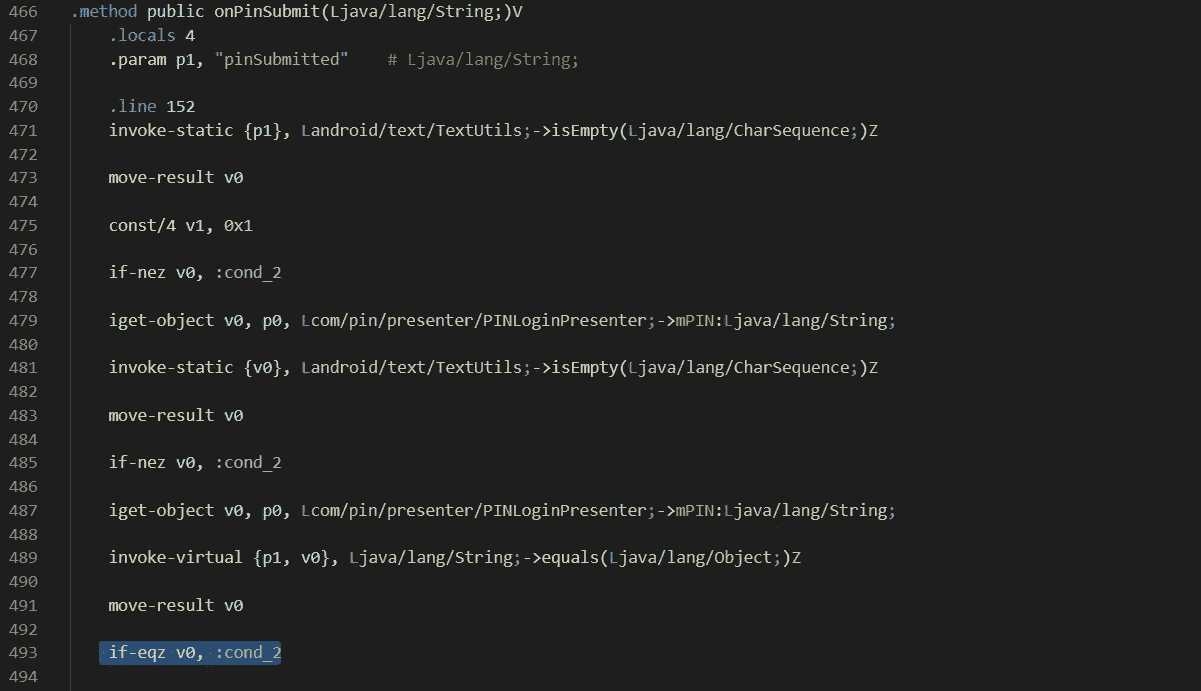 466 .method public onPinSubmit(Ljava/lang/String;)V
467 .locals 4
468 .param p1, "pinSubmitted"    # Ljava/lang/String;
469
470 .line 152
471 invoke-static {p1}, Landroid/text/TextUtils;->isEmpty(Ljava/lang/CharSequence;)Z
472
473 move-result v0
474
475 const/4 v1, 0x1
476
477 if-nez v0, :cond_2
478
479 iget-object v0, p0, Lcom/pin/presenter/PINLoginPresenter;->mPIN:Ljava/lang/String;
480
481 invoke-static {v0}, Landroid/text/TextUtils;->isEmpty(Ljava/lang/CharSequence;)Z
482
483 move-result v0
484
485 if-nez v0, :cond_2
486
487 iget-object v0, p0, Lcom/pin/presenter/PINLoginPresenter;->mPIN:Ljava/lang/String;
488
489 invoke-virtual {p1, v0}, Ljava/lang/String;->equals(Ljava/lang/Object;)Z
490
491 move-result v0
492
493 if-eqz v0, :cond_2
494